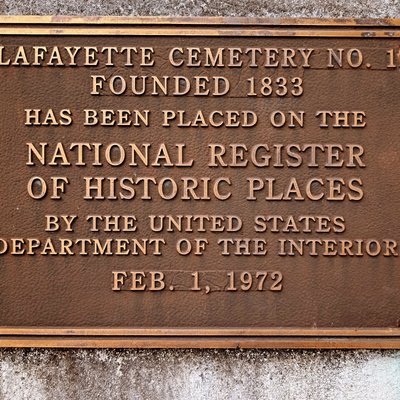 LAFAYETTE CEMETERY NO. 1
FOUNDED 1833
HAS BEEN PLACED ON THE
NATIONAL REGISTER
OF HISTORIC PLACES
BY THE UNITED STATES
DEPARTMENT OF THE INTERIOR
FEB. 1, 1972